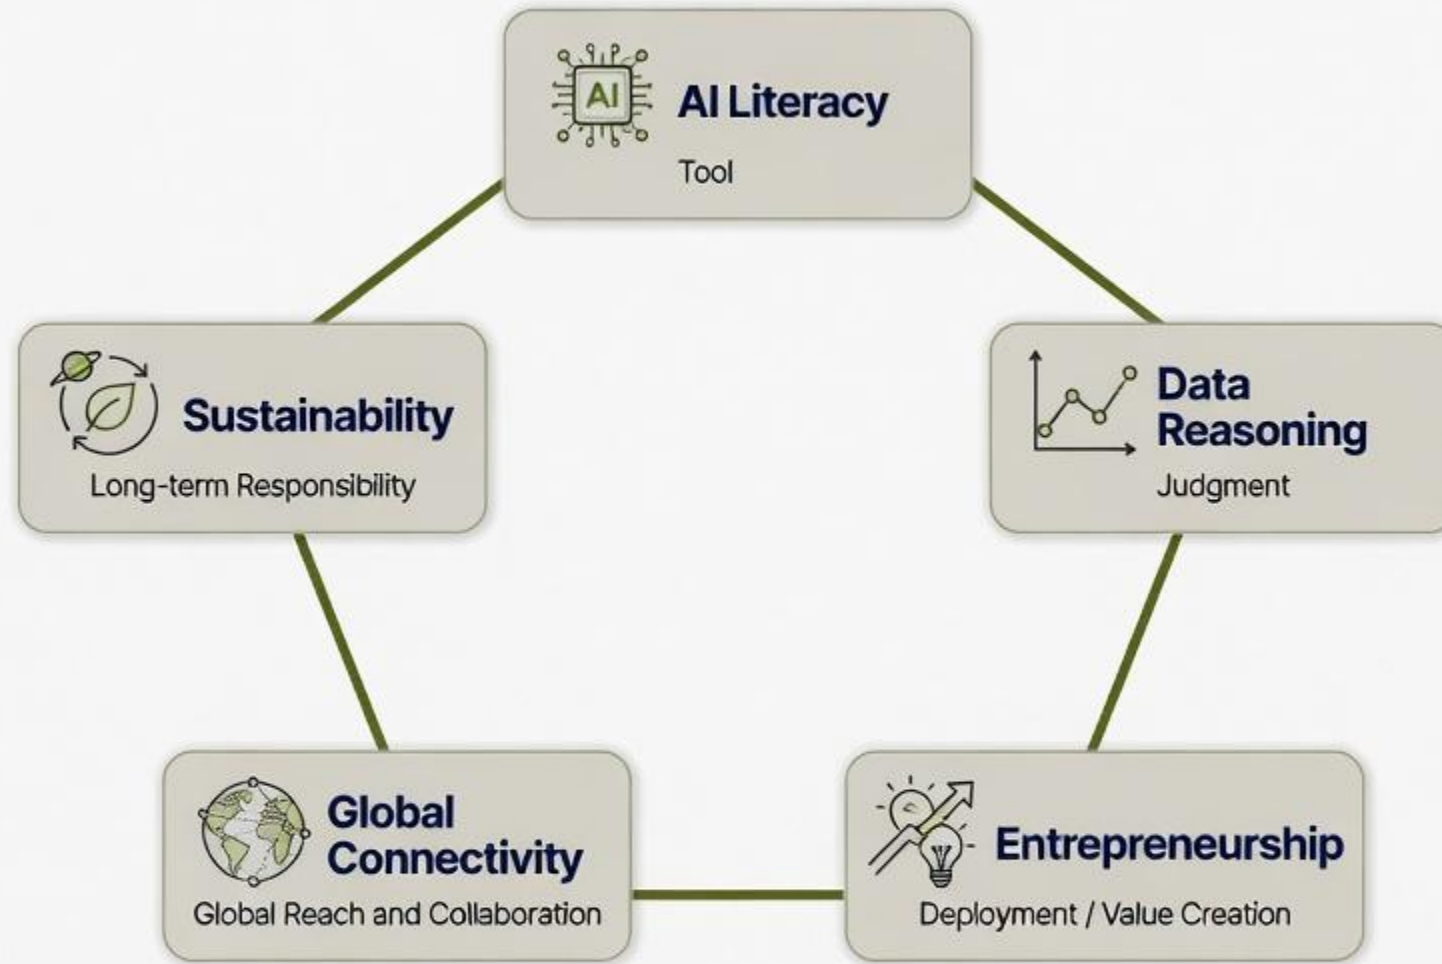 AI
AI Literacy
Tool
Sustainability
Long-term Responsibility
Data
Reasoning
Judgment
Global
Connectivity
Global Reach and Collaboration
Entrepreneurship
Deployment / Value Creation